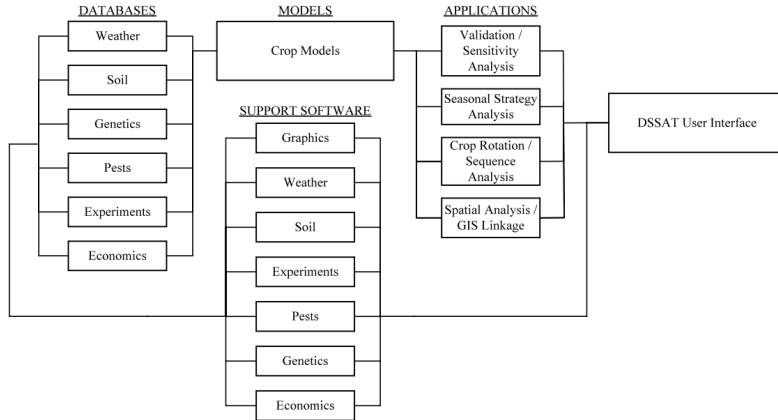 DATABASES
Weather
Soil
Genetics
Pests
Experiments
Economics
MODELS
Crop Models
SUPPORT SOFTWARE
Graphics
Weather
Soil
Experiments
Pests
Genetics
Economics
APPLICATIONS
Validation /
Sensitivity
Analysis
Seasonal Strategy
Analysis
Crop Rotation /
Sequence
Analysis
Spatial Analysis /
GIS Linkage
DSSAT User Interface